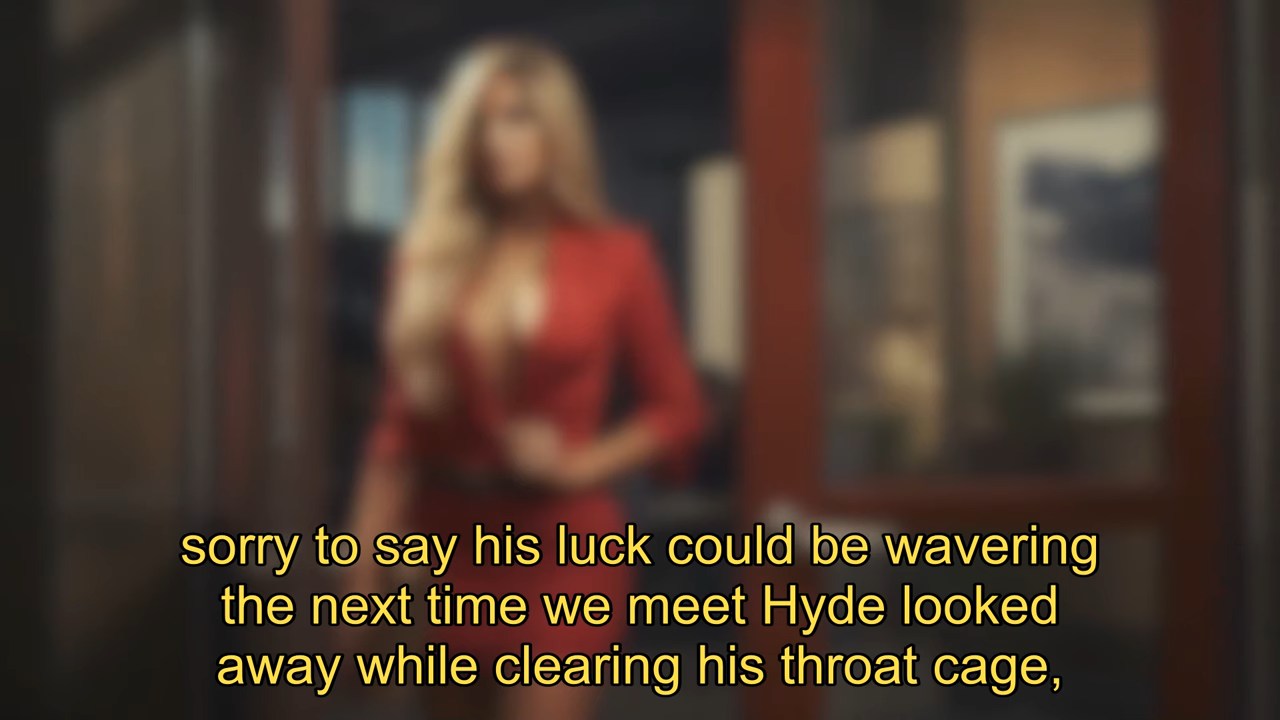 sorry to say his luck could be wavering
the next time we meet Hyde looked
away while clearing his throat cage,